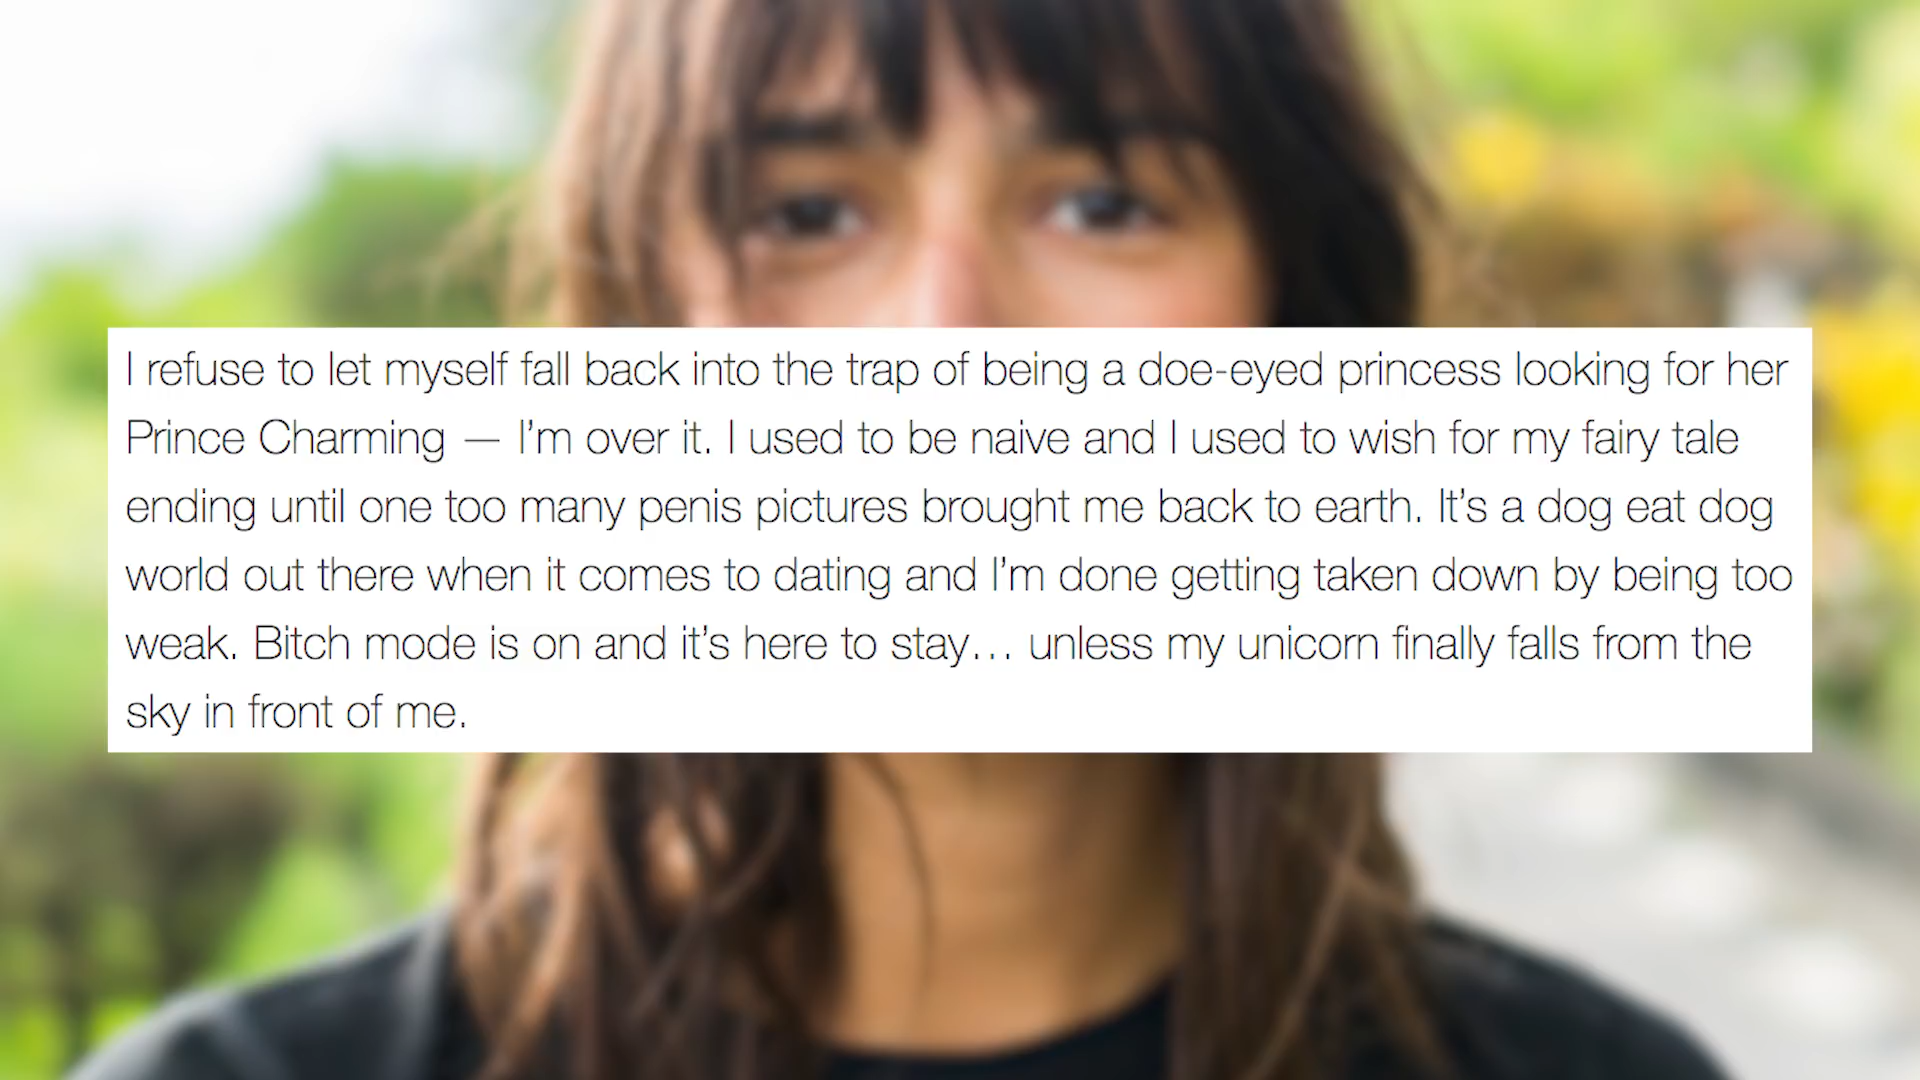 I refuse to let myself fall back into the trap of being a doe-eyed princess looking for her
Prince Charming — I’m over it. I used to be naive and I used to wish for my fairy tale
ending until one too many penis pictures brought me back to earth. It’s a dog eat dog
world out there when it comes to dating and I’m done getting taken down by being too
weak. Bitch mode is on and it’s here to stay… unless my unicorn finally falls from the
sky in front of me.